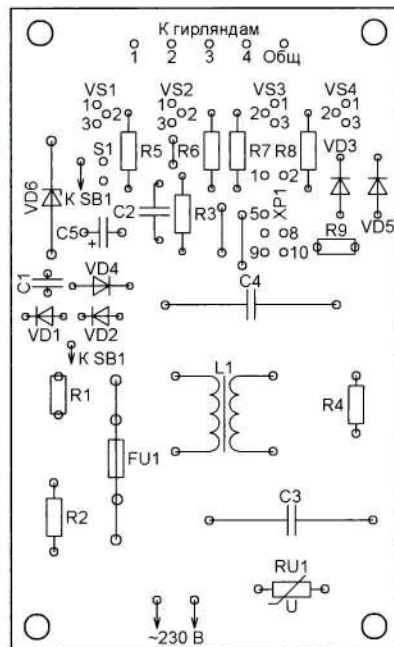 К гирляндам
1 2 3 4 Общ
VS1 VS2 VS3 VS4
1 1 1 1
2 2 2 2
3 3 3 3
S1 R5 R6 R7 R8 VD3
1 2
К SB1
VD6 C2 R3 5 XP1 VD5
C5 + 8 R9
9 10
C1 VD4 C4
VD1 VD2
К SB1
L1
R1 R4
FU1
R2 C3
RU1
U
~230 В